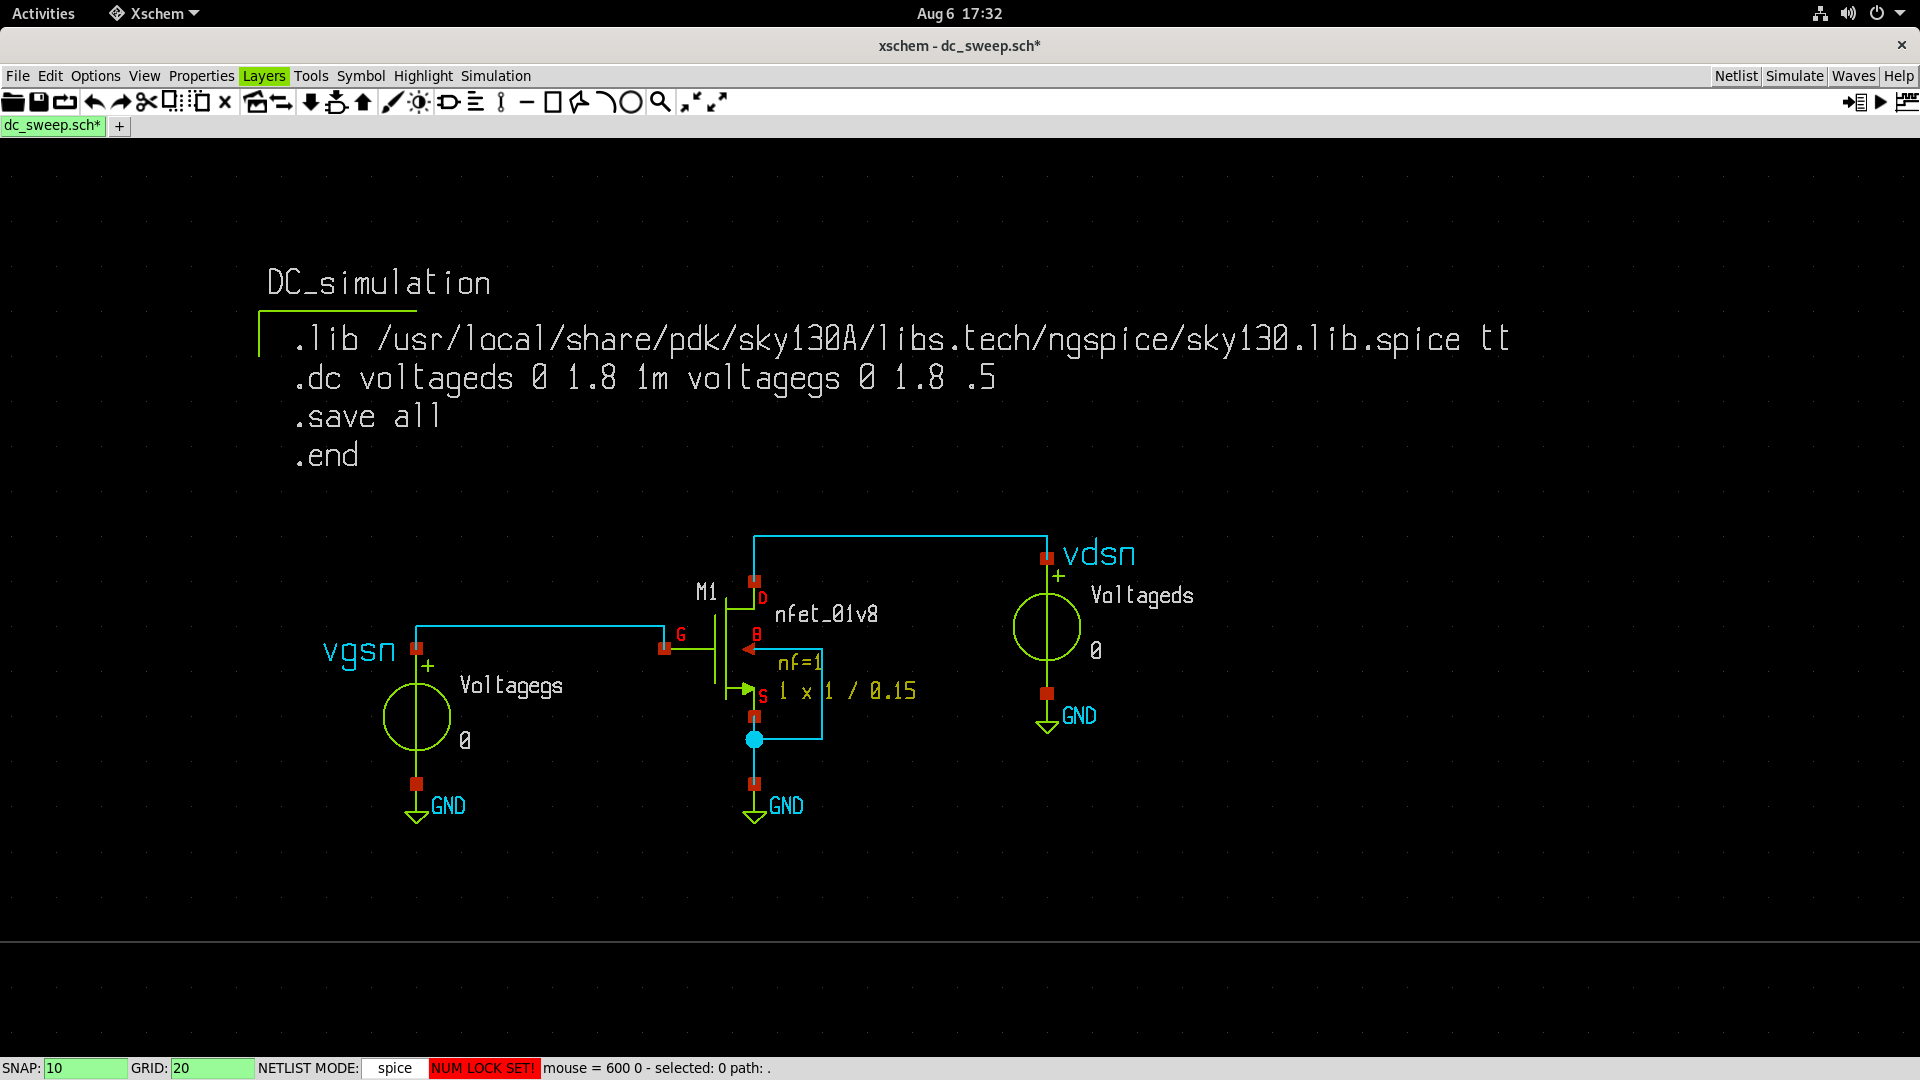 Activities Xschem Aug 6 17:32
xschem - dc_sweep.sch*
File Edit Options View Properties Layers Tools Symbol Highlight Simulation Netlist Simulate Waves Help
dc_sweep.sch* +
DC_simulation
.lib /usr/local/share/pdk/sky130A/libs.tech/ngspice/sky130.lib.spice tt
.dc voltageds 0 1.8 1m voltagegs 0 1.8 .5
.save all
.end
vdsn
+
Voltageds
0
GND
M1
D
nfet_01v8
G
B
nf=1
S
1 x 1 / 0.15
GND
vgsn
+
Voltagegs
0
GND
SNAP: 10 GRID: 20 NETLIST MODE: spice NUM LOCK SET! mouse = 600 0 - selected: 0 path: .